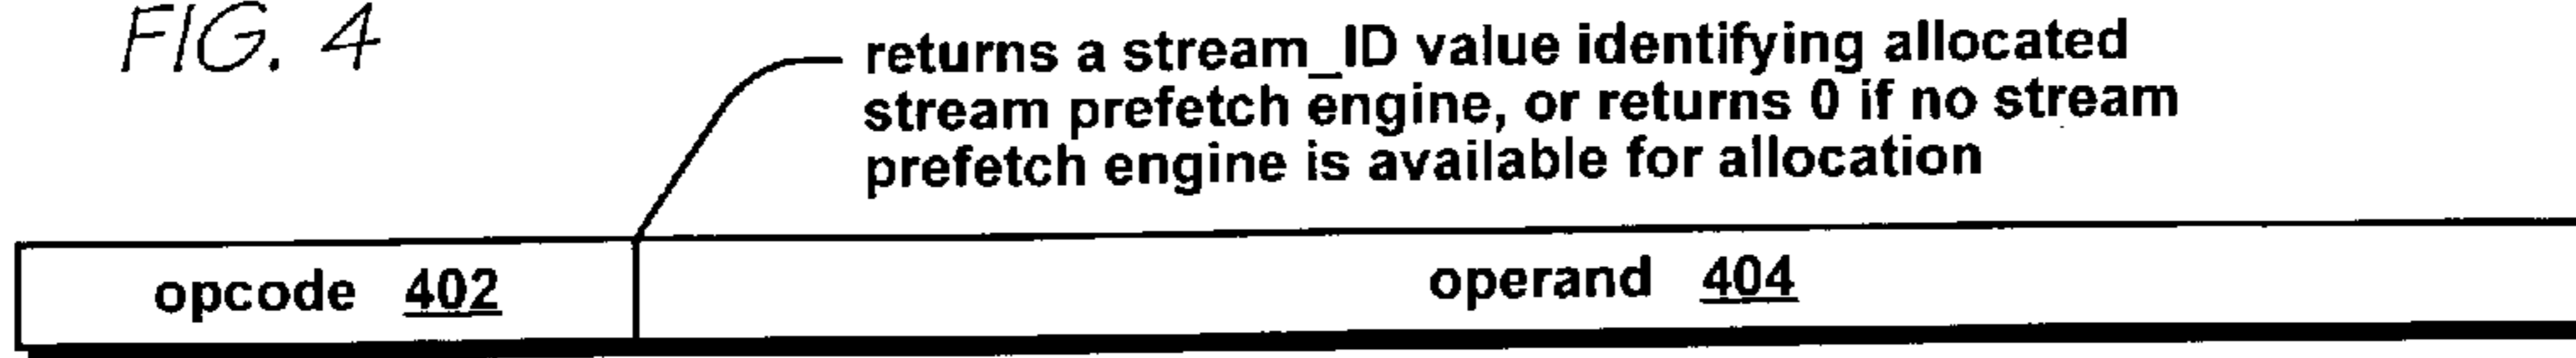 FIG. 4
returns a stream_ID value identifying allocated
stream prefetch engine, or returns 0 if no stream
prefetch engine is available for allocation
opcode 402 operand 404